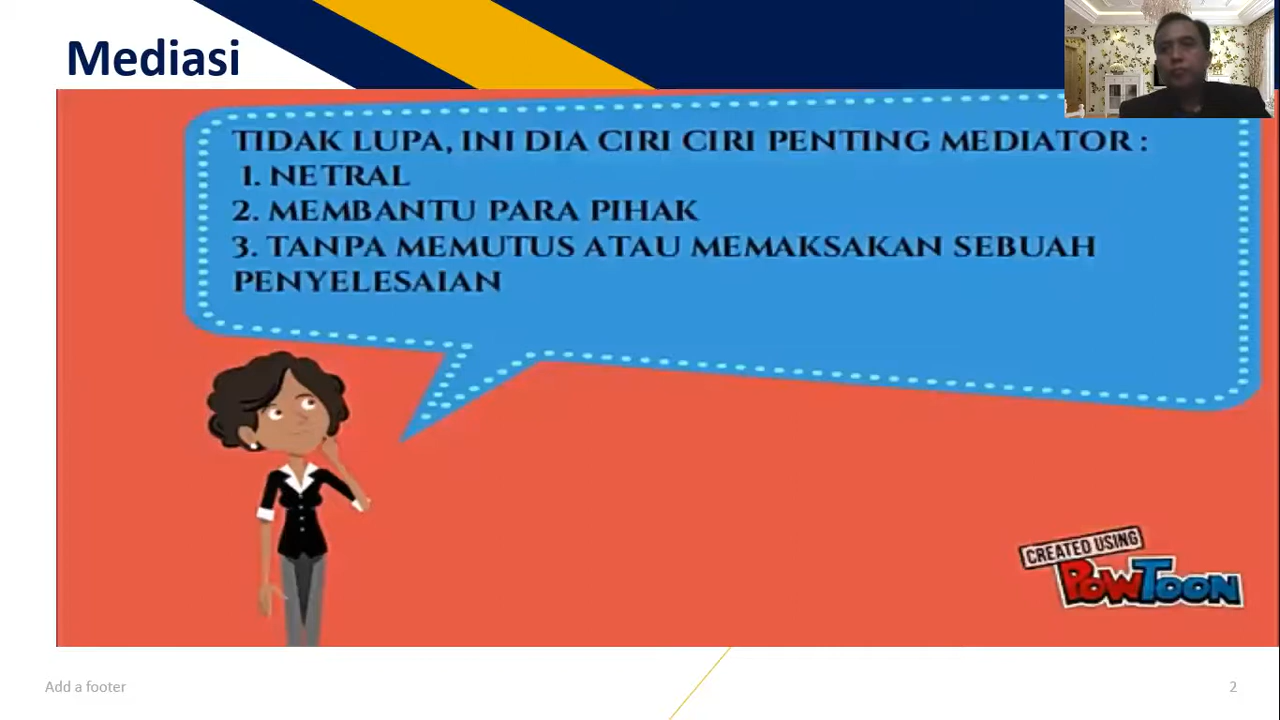 Mediasi
TIDAK LUPA, INI DIA CIRI CIRI PENTING MEDIATOR :
1. NETRAL
2. MEMBANTU PARA PIHAK
3. TANPA MEMUTUS ATAU MEMAKSAKAN SEBUAH
PENYELESAIAN
CREATED USING
POWTOON
Add a footer
2